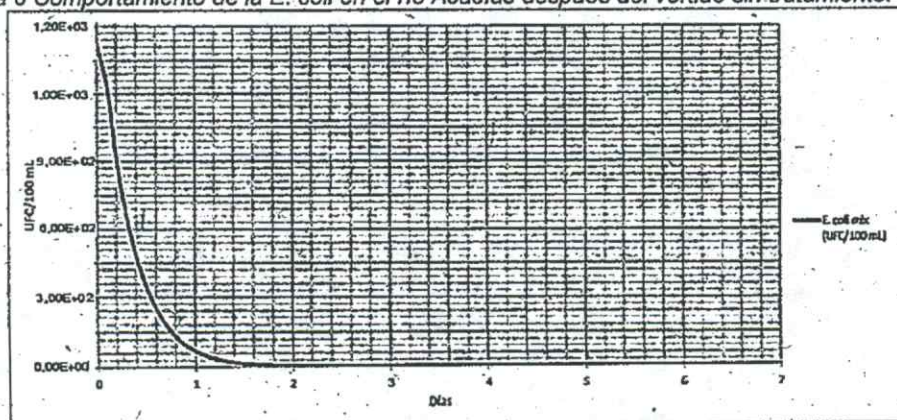 6 Comportamiento de la E. coli en el río Acacías después del vertido sin tratamiento.
1,20E+03
1,00E+03
9,00E+02
6,00E+02
3,00E+02
0,00E+00
UFC/100 mL
0 1 2 3 4 5 6 7
Días
E. coli mix
(UFC/100 mL)